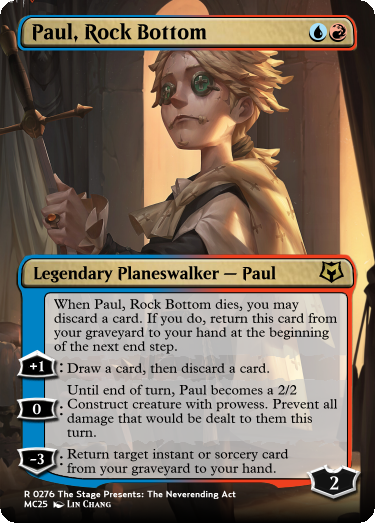 Paul, Rock Bottom
Legendary Planeswalker — Paul
When Paul, Rock Bottom dies, you may
discard a card. If you do, return this card from
your graveyard to your hand at the beginning
of the next end step.
+1: Draw a card, then discard a card.
Until end of turn, Paul becomes a 2/2
0: Construct creature with prowess. Prevent all
damage that would be dealt to them this
turn.
-3: Return target instant or sorcery card
from your graveyard to your hand.
2
R 0276 The Stage Presents: The Neverending Act
MC25 Lin Chang